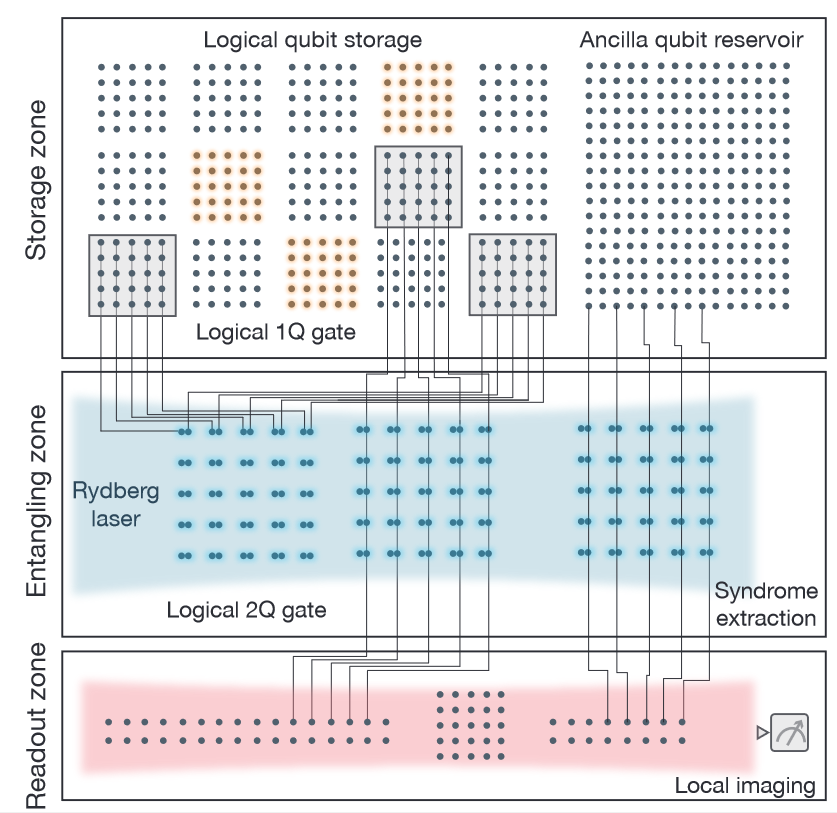 Logical qubit storage
Ancilla qubit reservoir
Storage zone
Logical 1Q gate
Entangling zone
Rydberg
laser
Logical 2Q gate
Syndrome
extraction
Readout zone
Local imaging